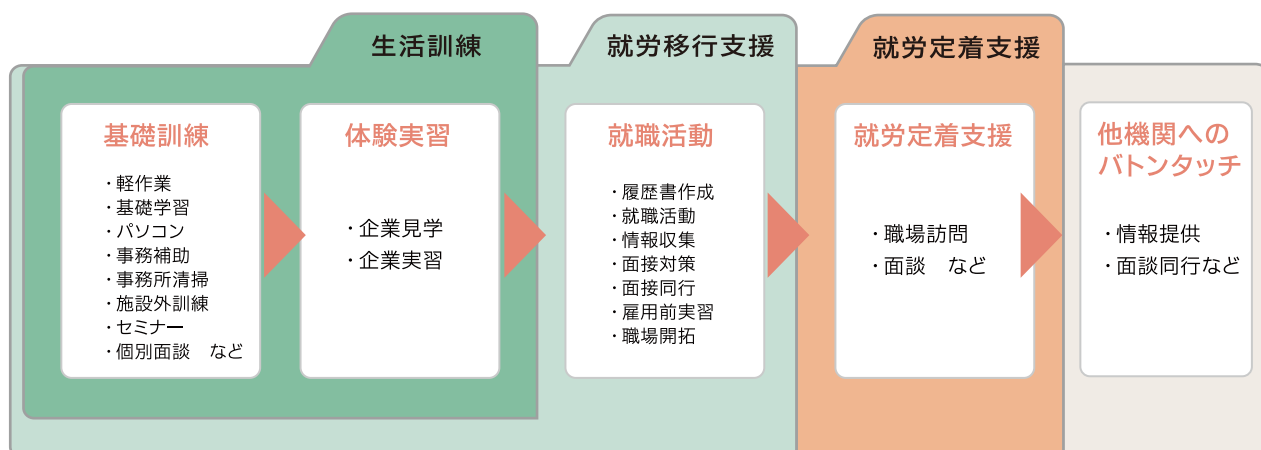 生活訓練
就労移行支援
就労定着支援
基礎訓練
・軽作業
・基礎学習
・パソコン
・事務補助
・事務所清掃
・施設外訓練
・セミナー
・個別面談　など
体験実習
・企業見学
・企業実習
就職活動
・履歴書作成
・就職活動
・情報収集
・面接対策
・面接同行
・雇用前実習
・職場開拓
就労定着支援
・職場訪問
・面談　など
他機関への
バトンタッチ
・情報提供
・面談同行など